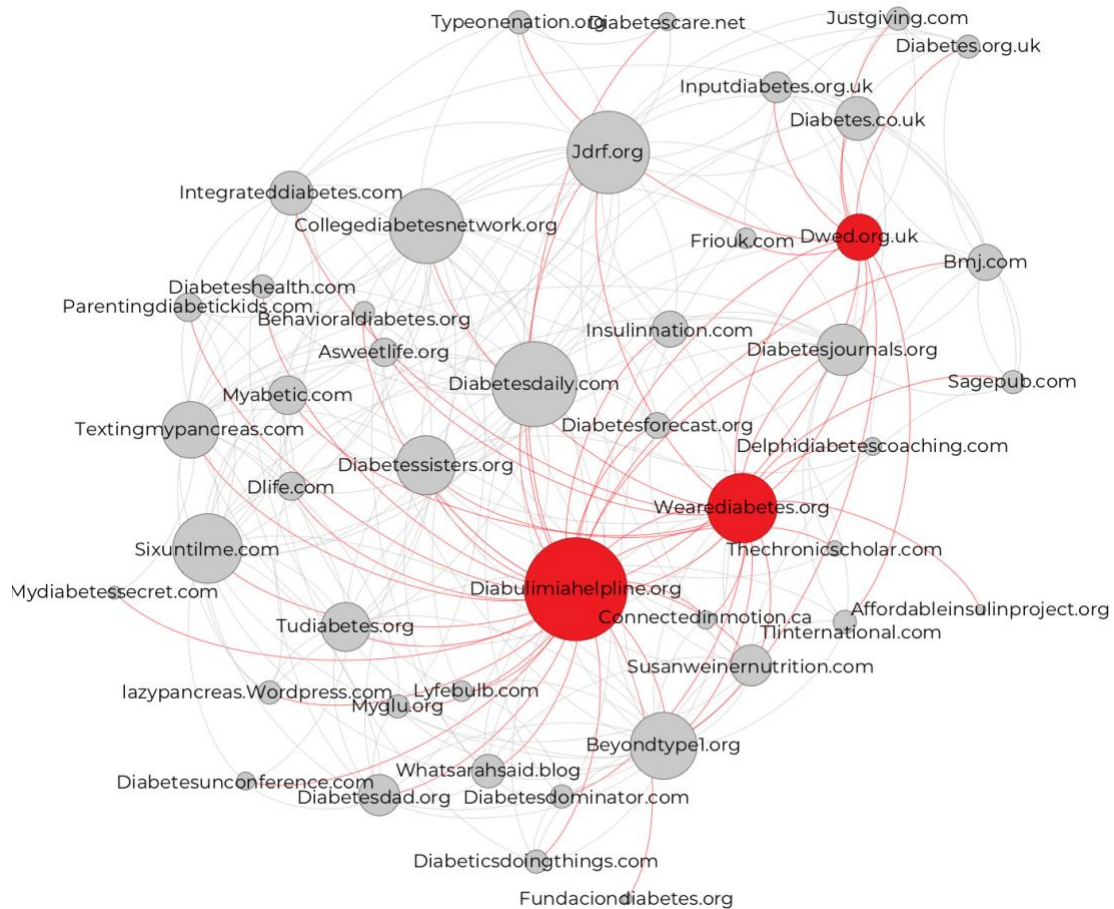 Typeonenation.org
Diabetescare.net
Justgiving.com
Diabetes.org.uk
Inputdiabetes.org.uk
Diabetes.co.uk
Jdrf.org
Integrateddiabetes.com
Collegediabetesnetwork.org
Friouk.com
Dwed.org.uk
Bmj.com
Diabeteshealth.com
Parentingdiabetickids.com
Behavioraldiabetes.org
Insulinnation.com
Asweetlife.org
Diabetesjournals.org
Diabetesdaily.com
Sagepub.com
Myabetic.com
Textingmypancreas.com
Diabetesforecast.org
Delphidiabetescoaching.com
Diabetessisters.org
Dlife.com
Wearediabetes.org
Sixuntilme.com
Thechronicscholar.com
Mydiabetessecret.com
Diabulimiahelpline.org
Affordableinsulinproject.org
Connectedinmotion.ca
Tudiabetes.org
T1international.com
Susanweinernutrition.com
lazypancreas.Wordpress.com
Lyfebulb.com
Myglu.org
Beyondtype1.org
Whatsarahsaid.blog
Diabetesunconference.com
Diabetesdad.org
Diabetesdominator.com
Diabeticsdoingthings.com
Fundaciondiabetes.org